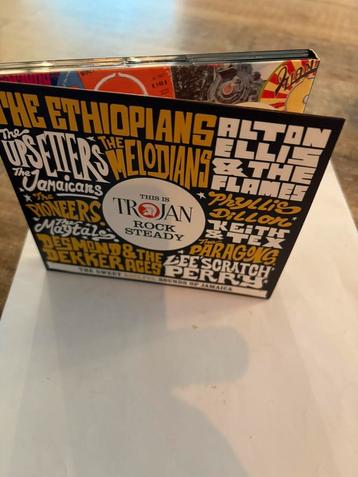 THE ETHIOPIANS
ALTON ELLIS & THE FLAMES
The UPSETTERS
THE MELODIANS
The Jamaicans
Phyllis Dillon
THIS IS
TROJAN
ROCK
STEADY
The PIONEERS
KEITH & TEX
The Maytals
The PARAGONS
DESMOND DEKKER & THE ACES
LEE SCRATCH PERRY
THE SWEET SOUNDS OF JAMAICA